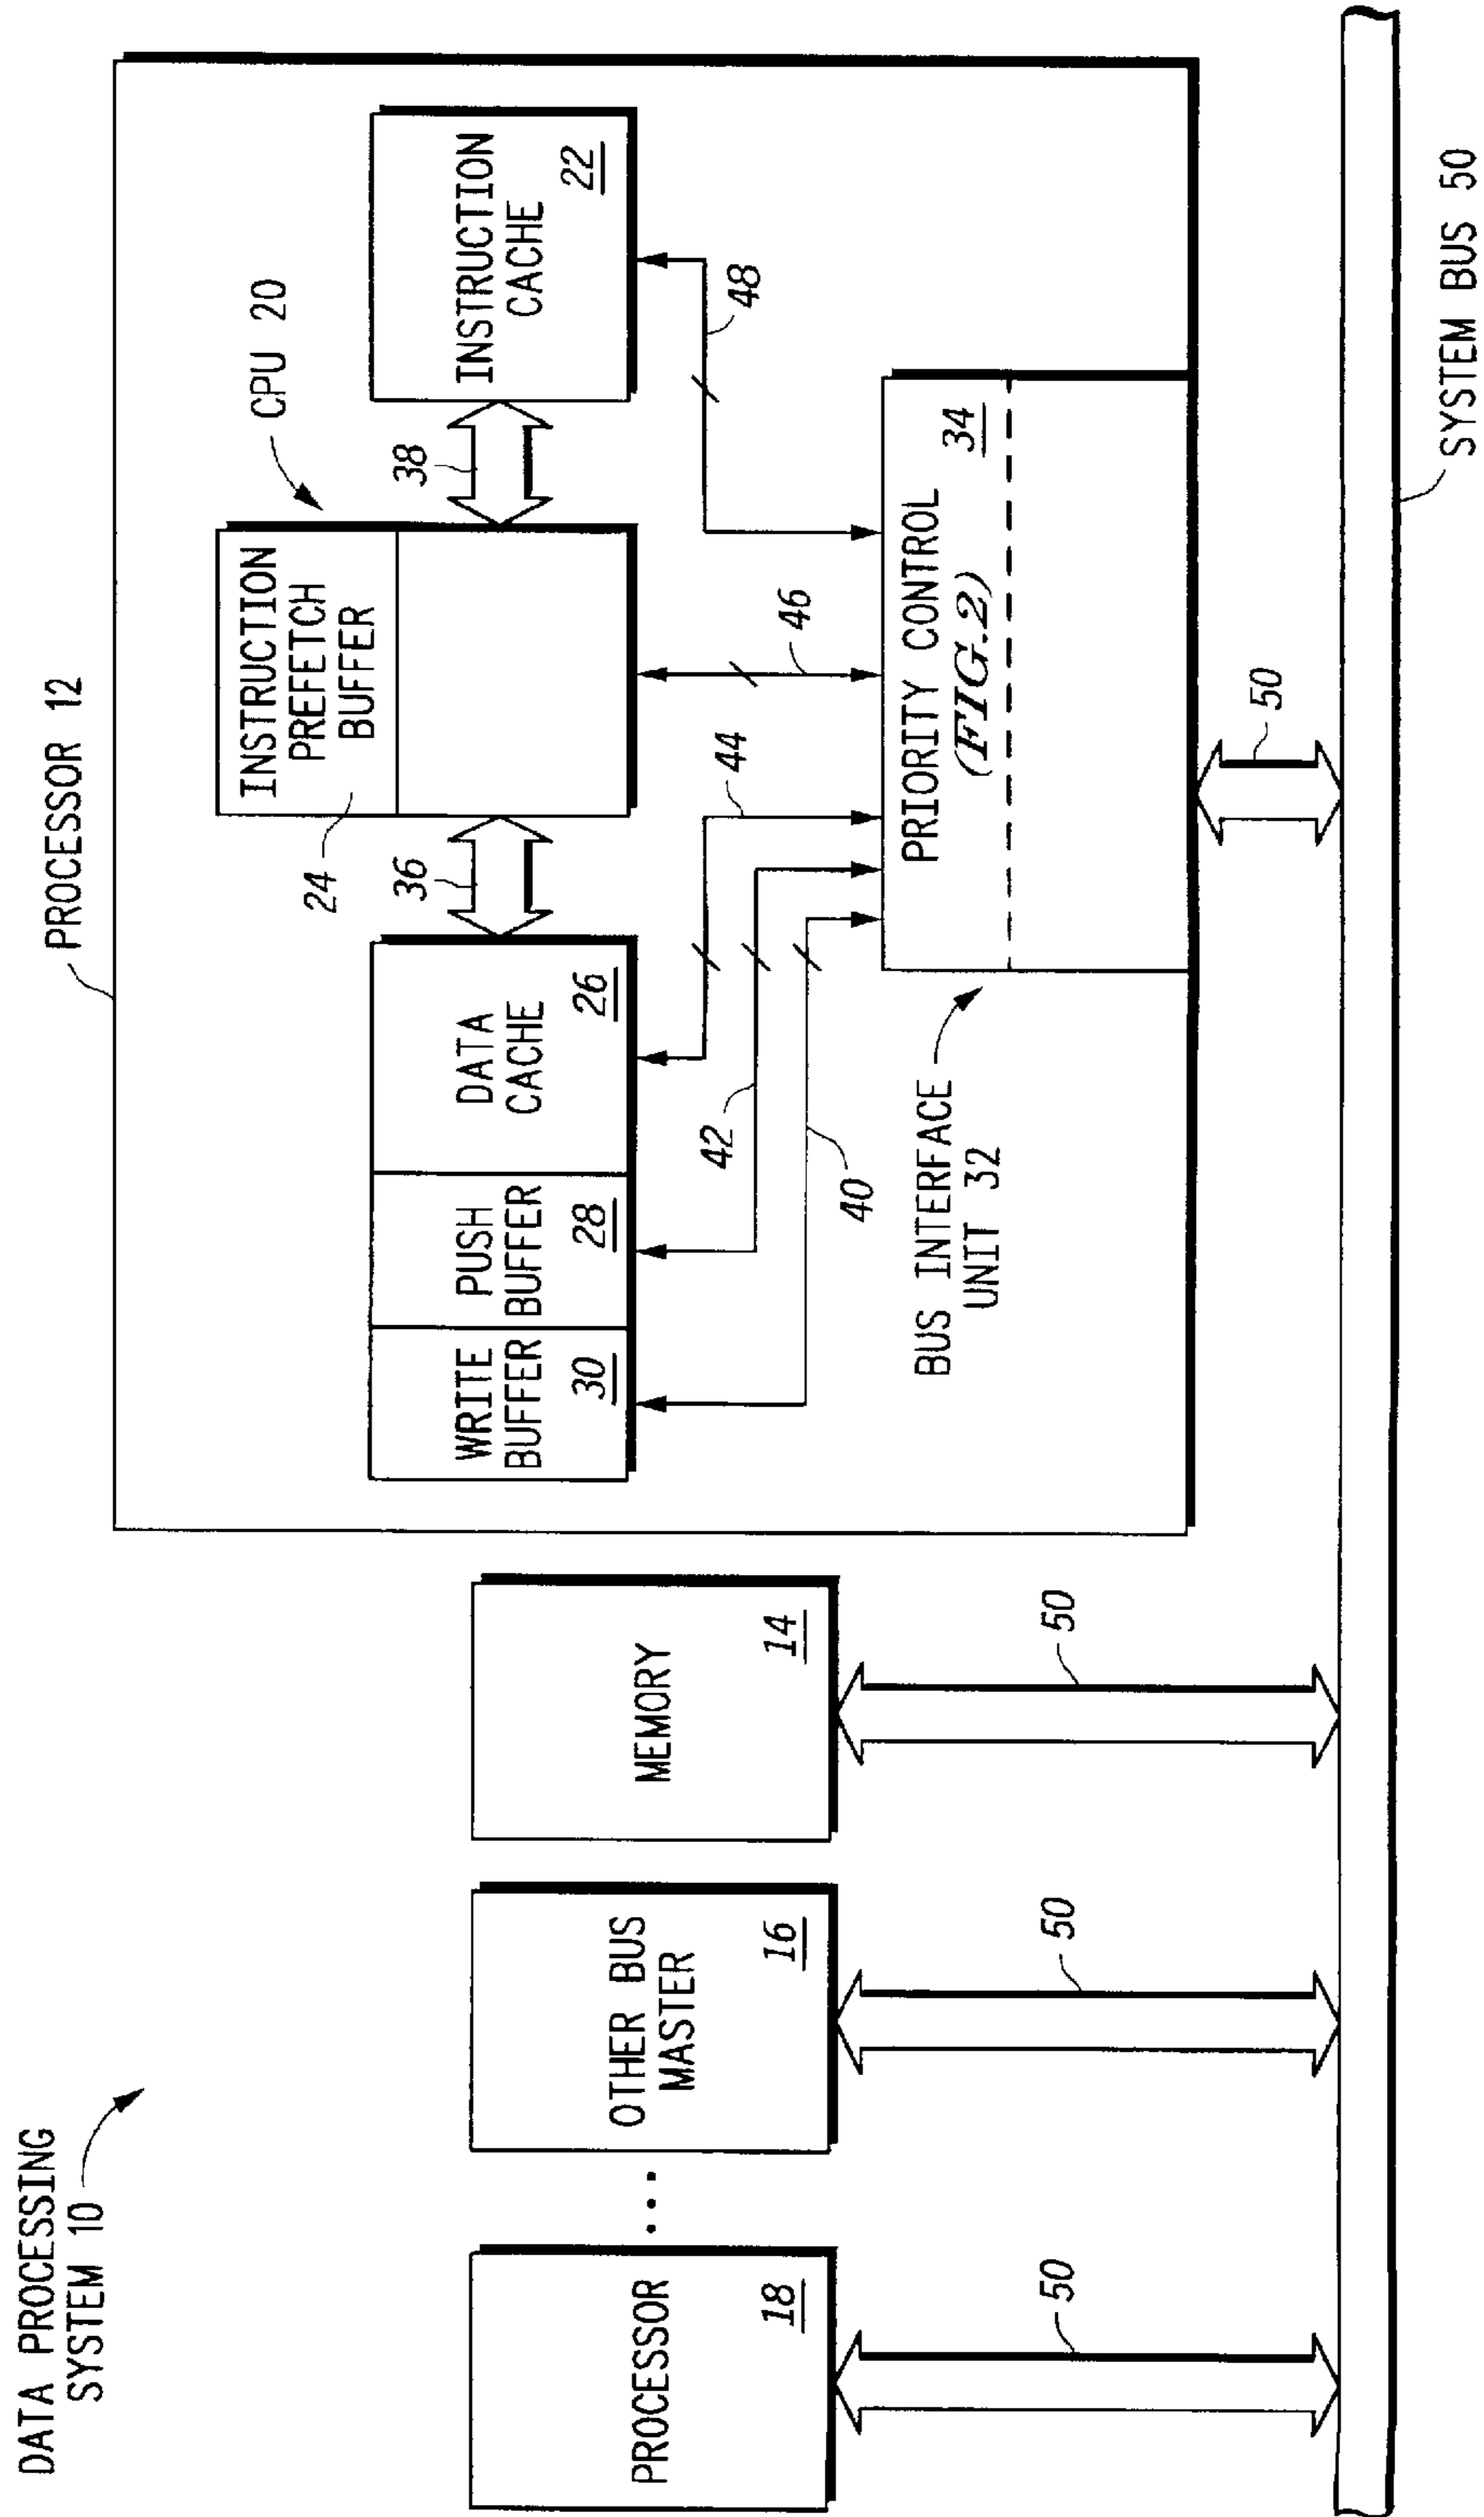 DATA PROCESSING
SYSTEM 10
PROCESSOR 12
CPU 20
INSTRUCTION
PREFETCH
BUFFER
24
38
36
INSTRUCTION
CACHE
22
DATA
CACHE
26
PUSH
BUFFER
28
WRITE
BUFFER
30
48
46
44
42
40
PRIORITY CONTROL
(FIG.2)
34
BUS INTERFACE
UNIT 32
50
PROCESSOR
18
...
OTHER BUS
MASTER
16
MEMORY
14
50
50
50
SYSTEM BUS 50